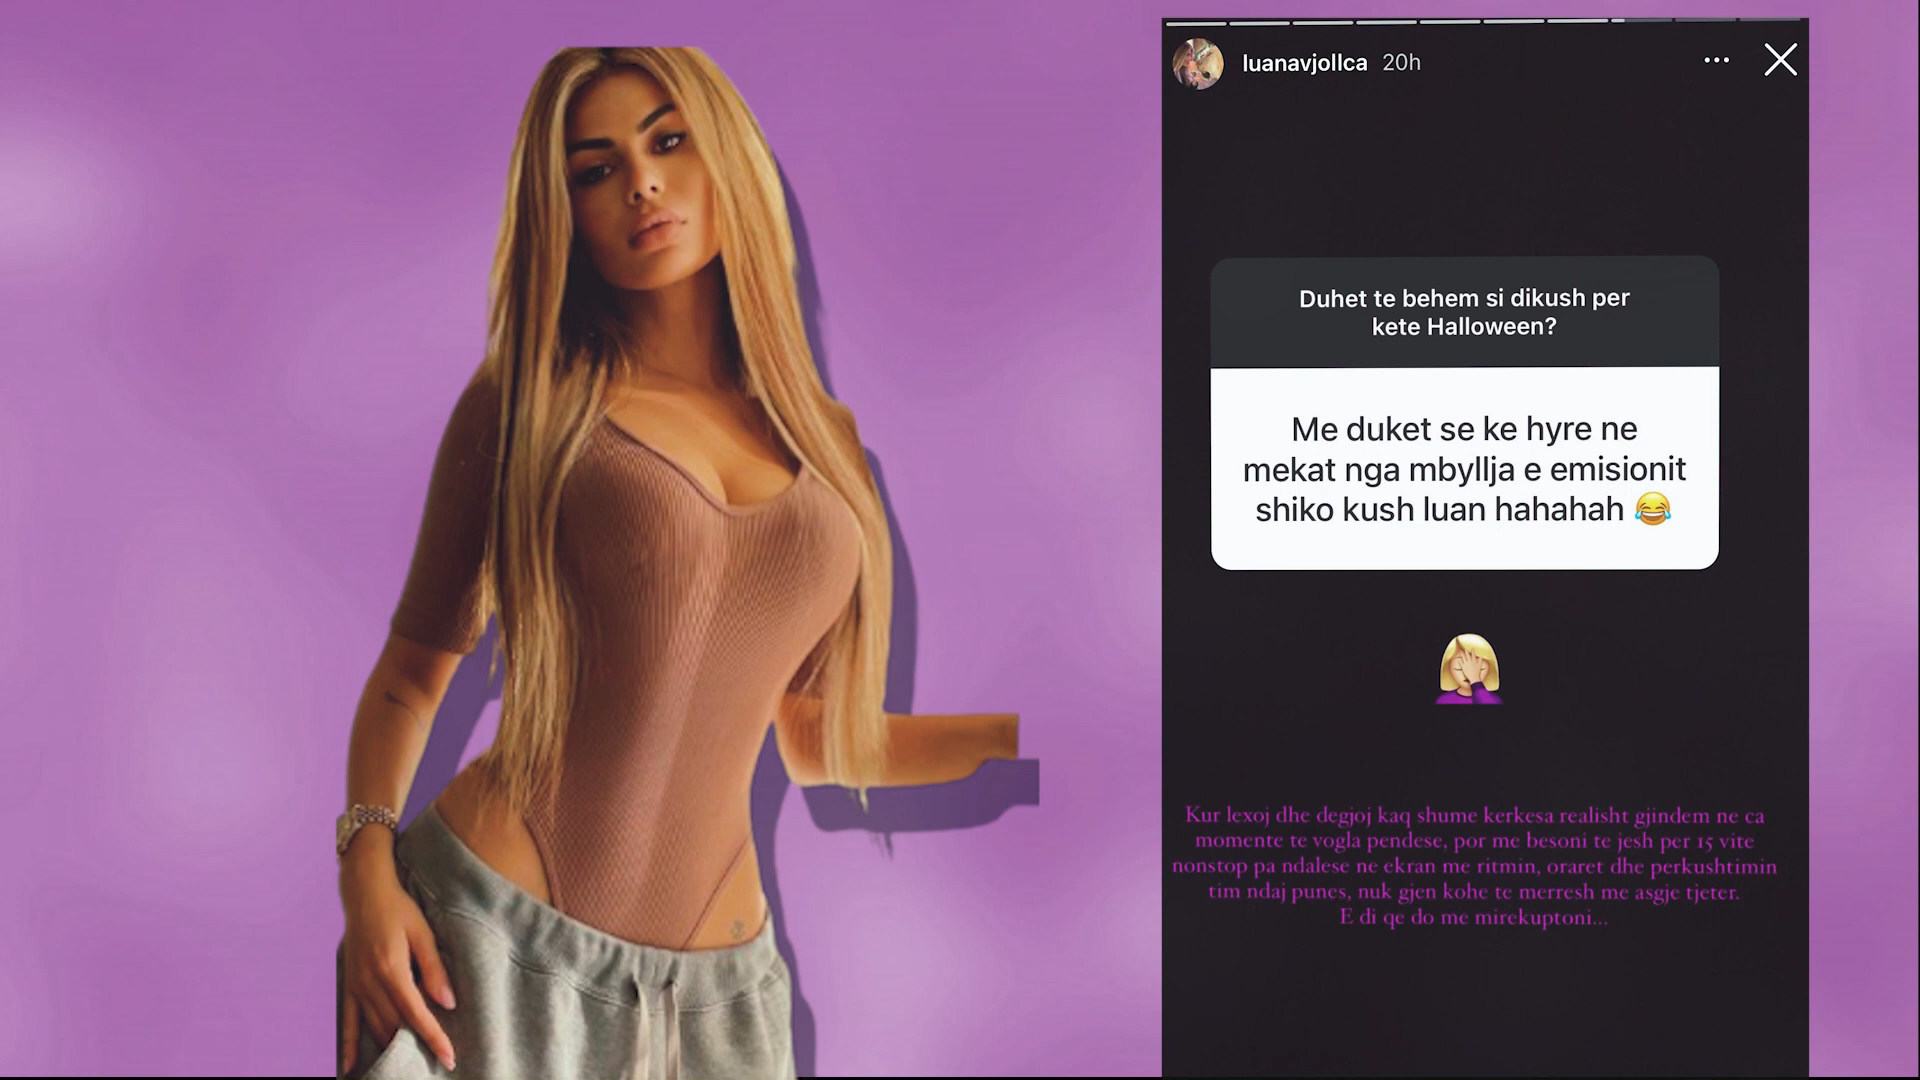 luanavjollca 20h
Duhet te behem si dikush per
kete Halloween?
Me duket se ke hyre ne
mekat nga mbyllja e emisionit
shiko kush luan hahahah 😂
🤦🏼‍♀️
Kur lexoj dhe degjoj kaq shume kerkesa realisht gjindem ne ca
momente te vogla pendese, por me besoni te jesh per 15 vite
nonstop pa ndalese ne ekran me ritmin, oraret dhe perkushtimin
tim ndaj punes, nuk gjen kohe te merresh me asgje tjeter.
E di qe do me mirekuptoni...